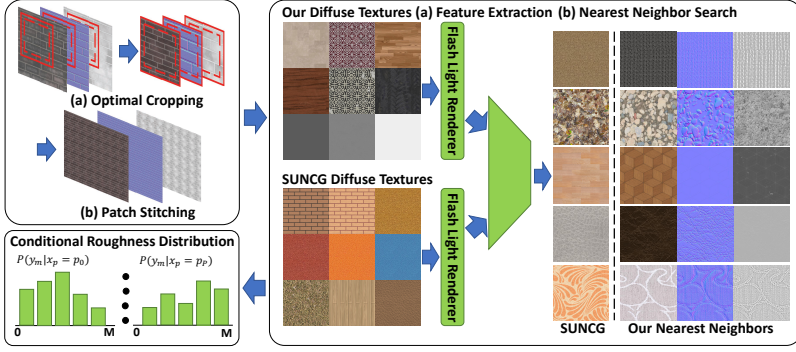 (a) Optimal Cropping
(b) Patch Stitching
Conditional Roughness Distribution
P(y_m|x_p = p_0)
P(y_m|x_p = p_P)
0
M
0
M
Our Diffuse Textures
(a) Feature Extraction
(b) Nearest Neighbor Search
Flash Light Renderer
SUNCG Diffuse Textures
Flash Light Renderer
SUNCG
Our Nearest Neighbors